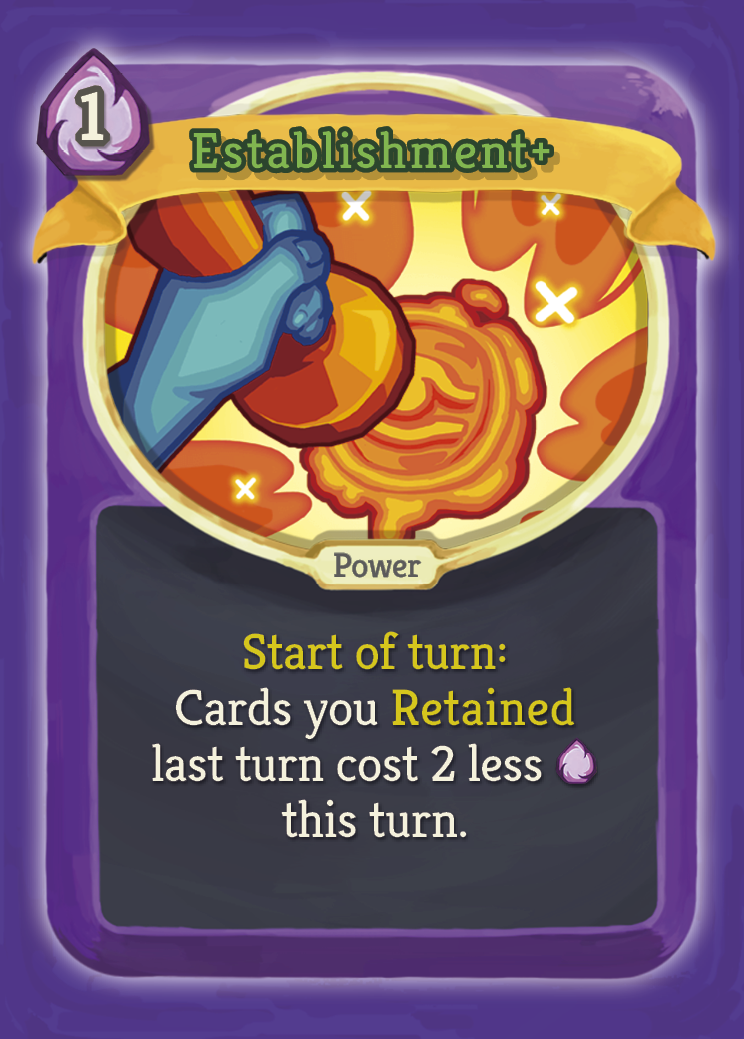 1
Establishment+
Power
Start of turn:
Cards you Retained
last turn cost 2 less
this turn.